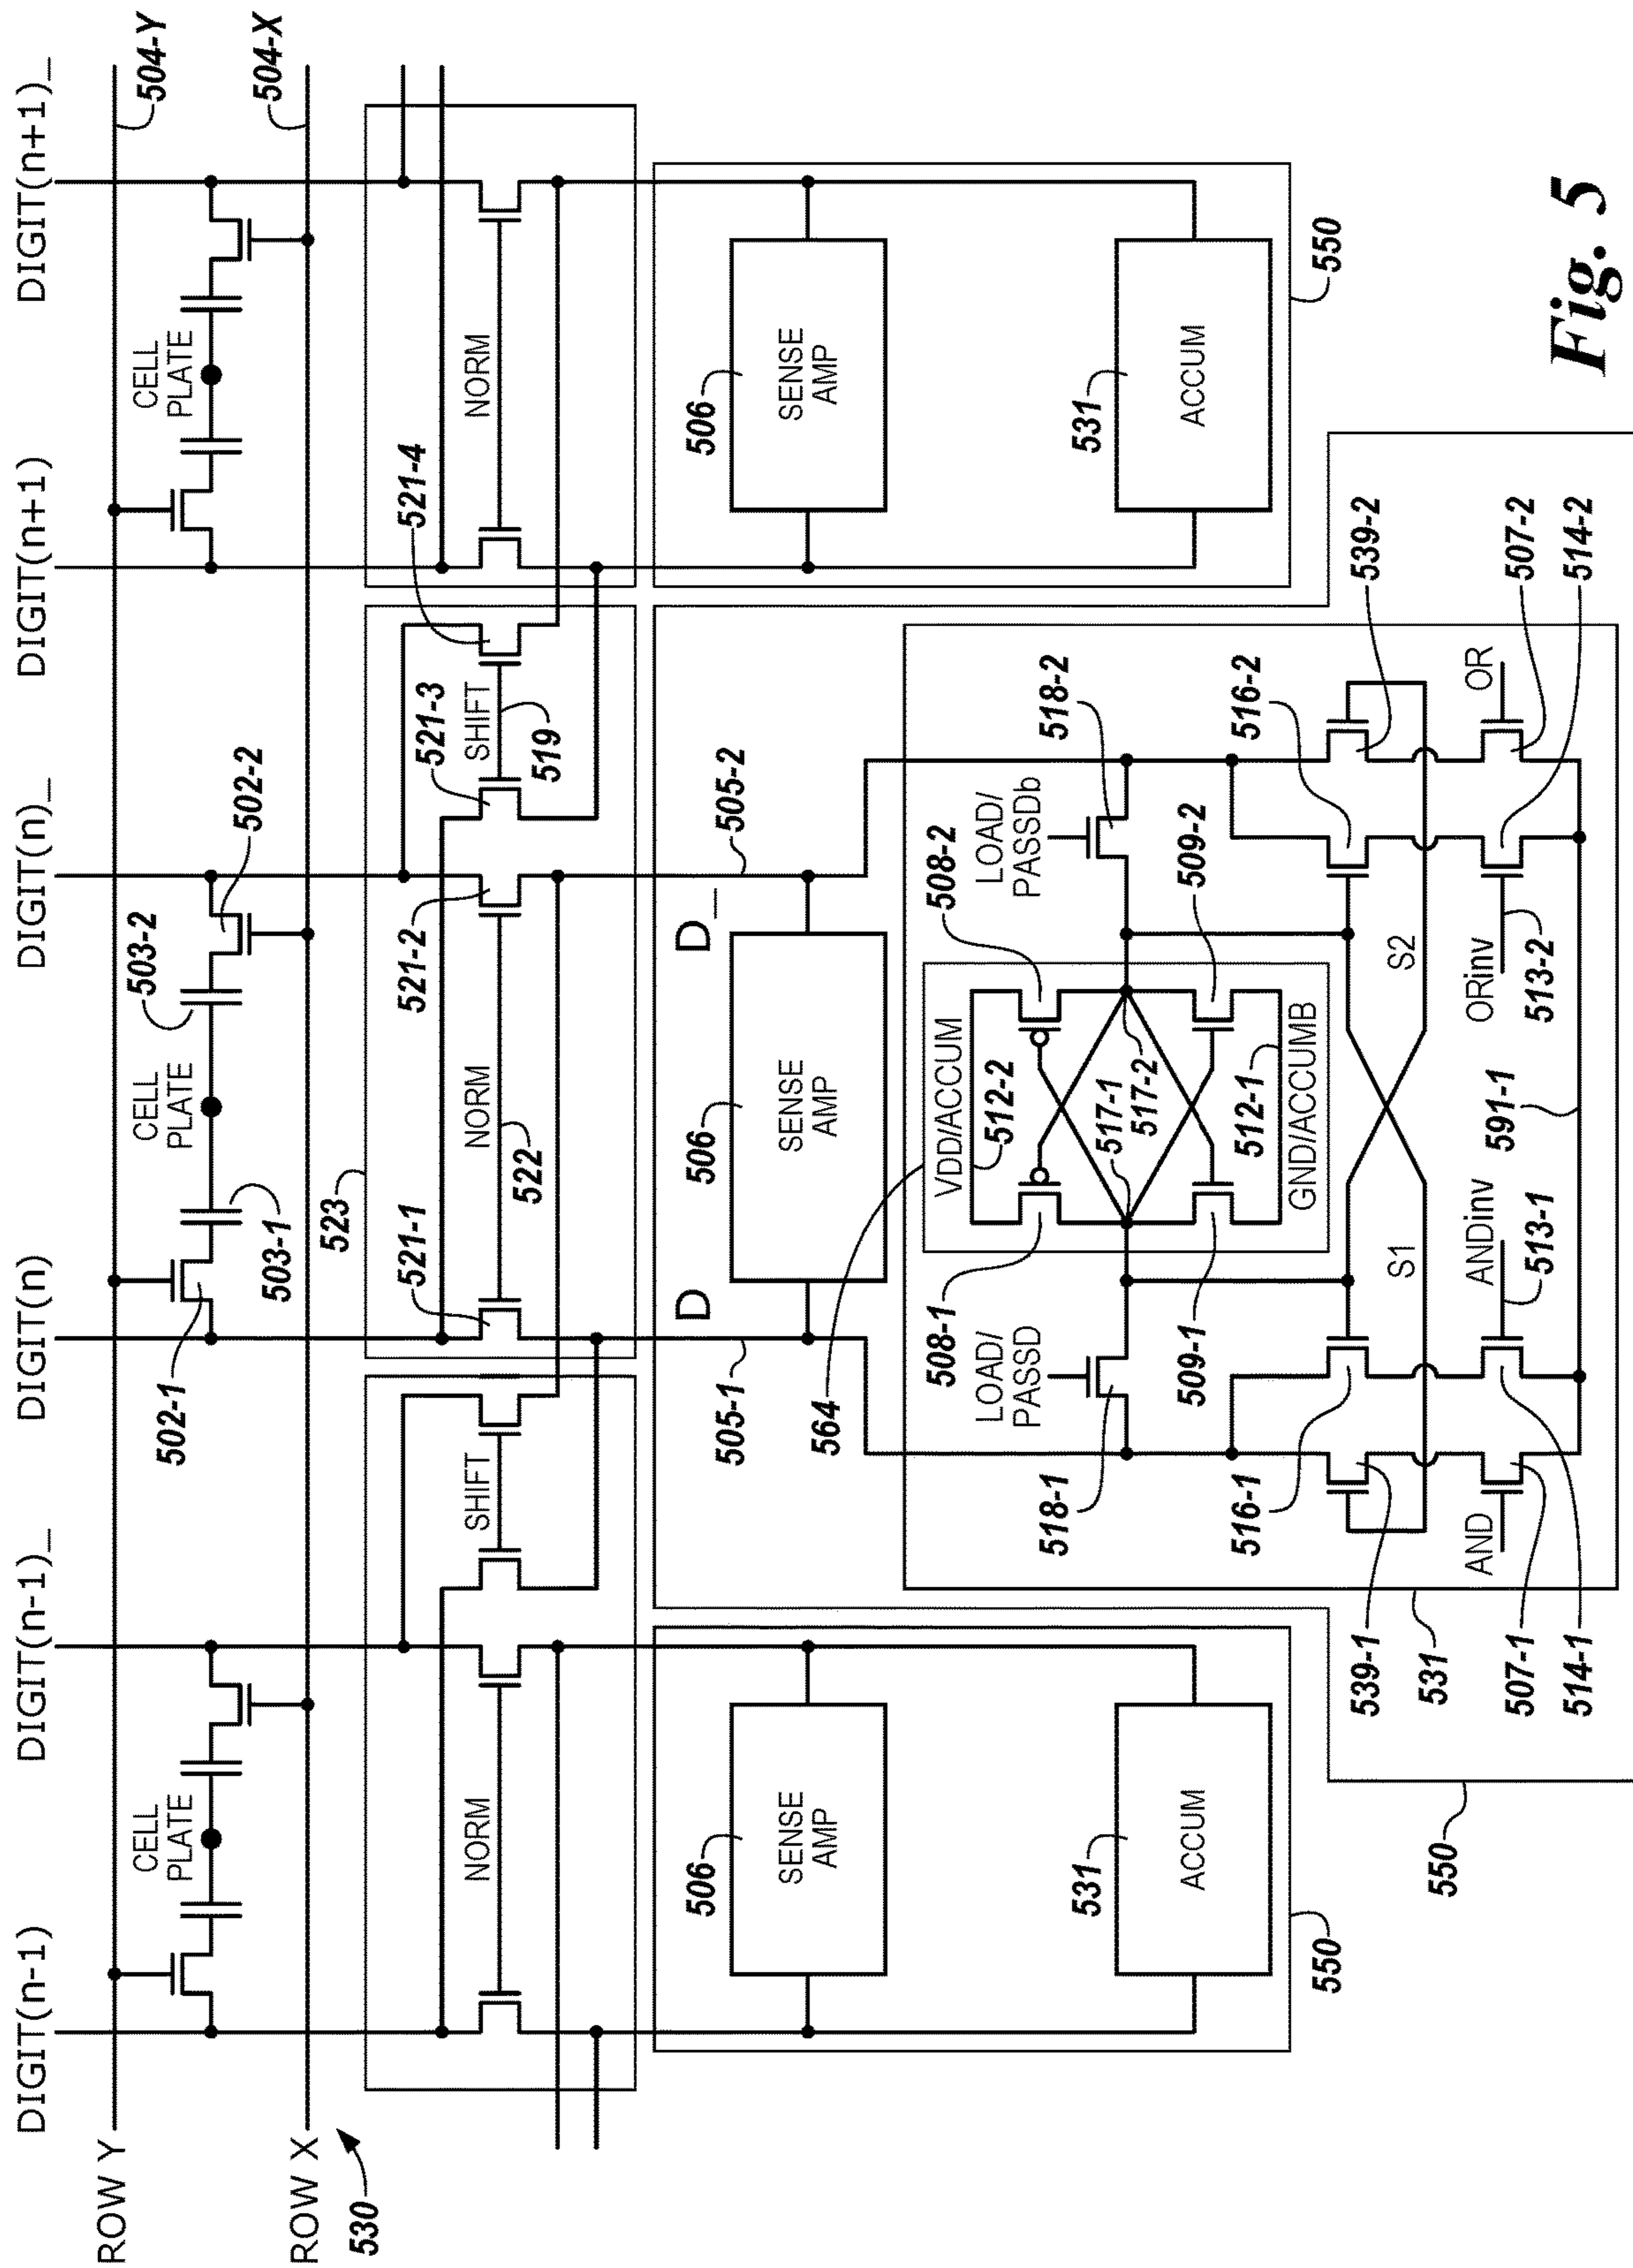 DIGIT(n-1)
DIGIT(n-1)_
DIGIT(n)
DIGIT(n)_
DIGIT(n+1)
DIGIT(n+1)_
ROW Y
504-Y
CELL
PLATE
502-1
CELL
PLATE
503-2
503-1
502-2
CELL
PLATE
ROW X
504-X
530
523
NORM
SHIFT
521-1
NORM
522
521-2
521-3
SHIFT
519
521-4
NORM
505-1
D
D_
505-2
506
SENSE
AMP
506
SENSE
AMP
506
SENSE
AMP
531
ACCUM
550
531
ACCUM
550
564
VDD/ACCUM
512-2
508-1
508-2
LOAD/
PASSD
LOAD/
PASSDb
518-1
518-2
517-1
517-2
509-1
509-2
512-1
GND/ACCUMB
516-1
516-2
539-1
539-2
S1
S2
531
AND
ANDinv
513-1
ORinv
513-2
OR
591-1
507-1
507-2
514-1
514-2
550
Fig. 5